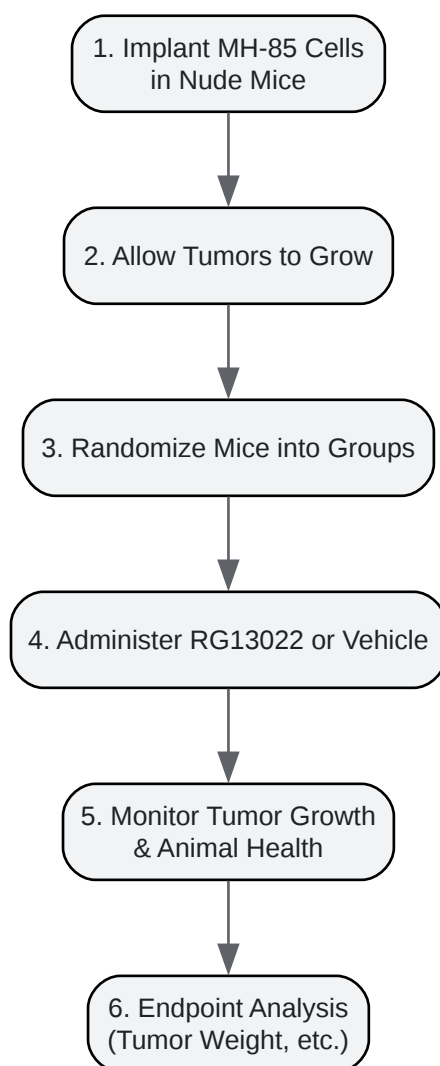 1. Implant MH-85 Cells
in Nude Mice
2. Allow Tumors to Grow
3. Randomize Mice into Groups
4. Administer RG13022 or Vehicle
5. Monitor Tumor Growth
& Animal Health
6. Endpoint Analysis
(Tumor Weight, etc.)